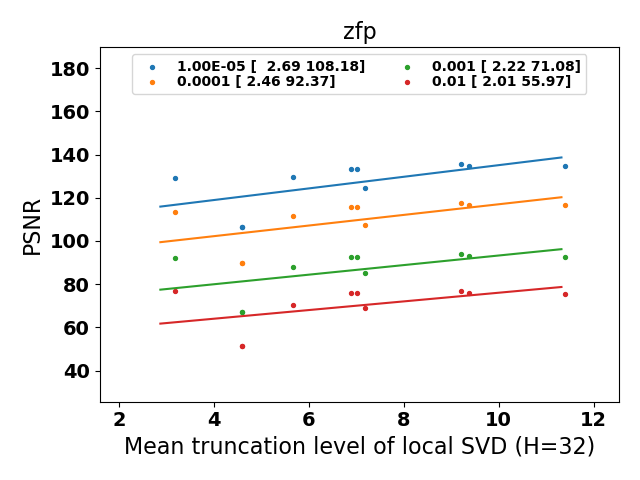 zfp
1.00E-05 [  2.69 108.18]
0.0001 [ 2.46 92.37]
0.001 [ 2.22 71.08]
0.01 [ 2.01 55.97]
180
160
140
120
100
80
60
40
PSNR
2 4 6 8 10 12
Mean truncation level of local SVD (H=32)